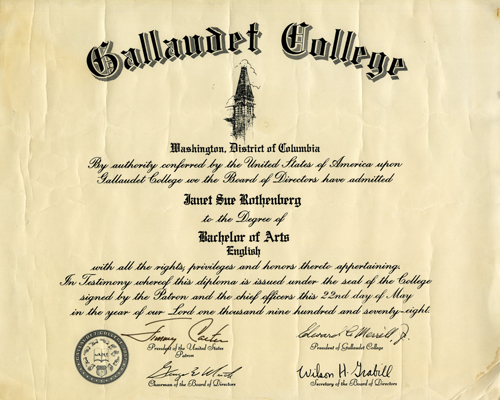 Gallaudet College
Washington, District of Columbia
By authority conferred by the United States of America upon
Gallaudet College we the Board of Directors have admitted
Janet Sue Rothenberg
to the Degree of
Bachelor of Arts
English
with all the rights, privileges and honors thereto appertaining.
In Testimony whereof this diploma is issued under the seal of the College
signed by the Patron and the chief officers this 22nd day of May
in the year of our Lord one thousand nine hundred and seventy-eight.
Jimmy Carter
President of the United States
Patron
Edward C. Merrill, Jr.
President of Gallaudet College
Chairman of the Board of Directors
Wilson H. Grabill
Secretary of the Board of Directors